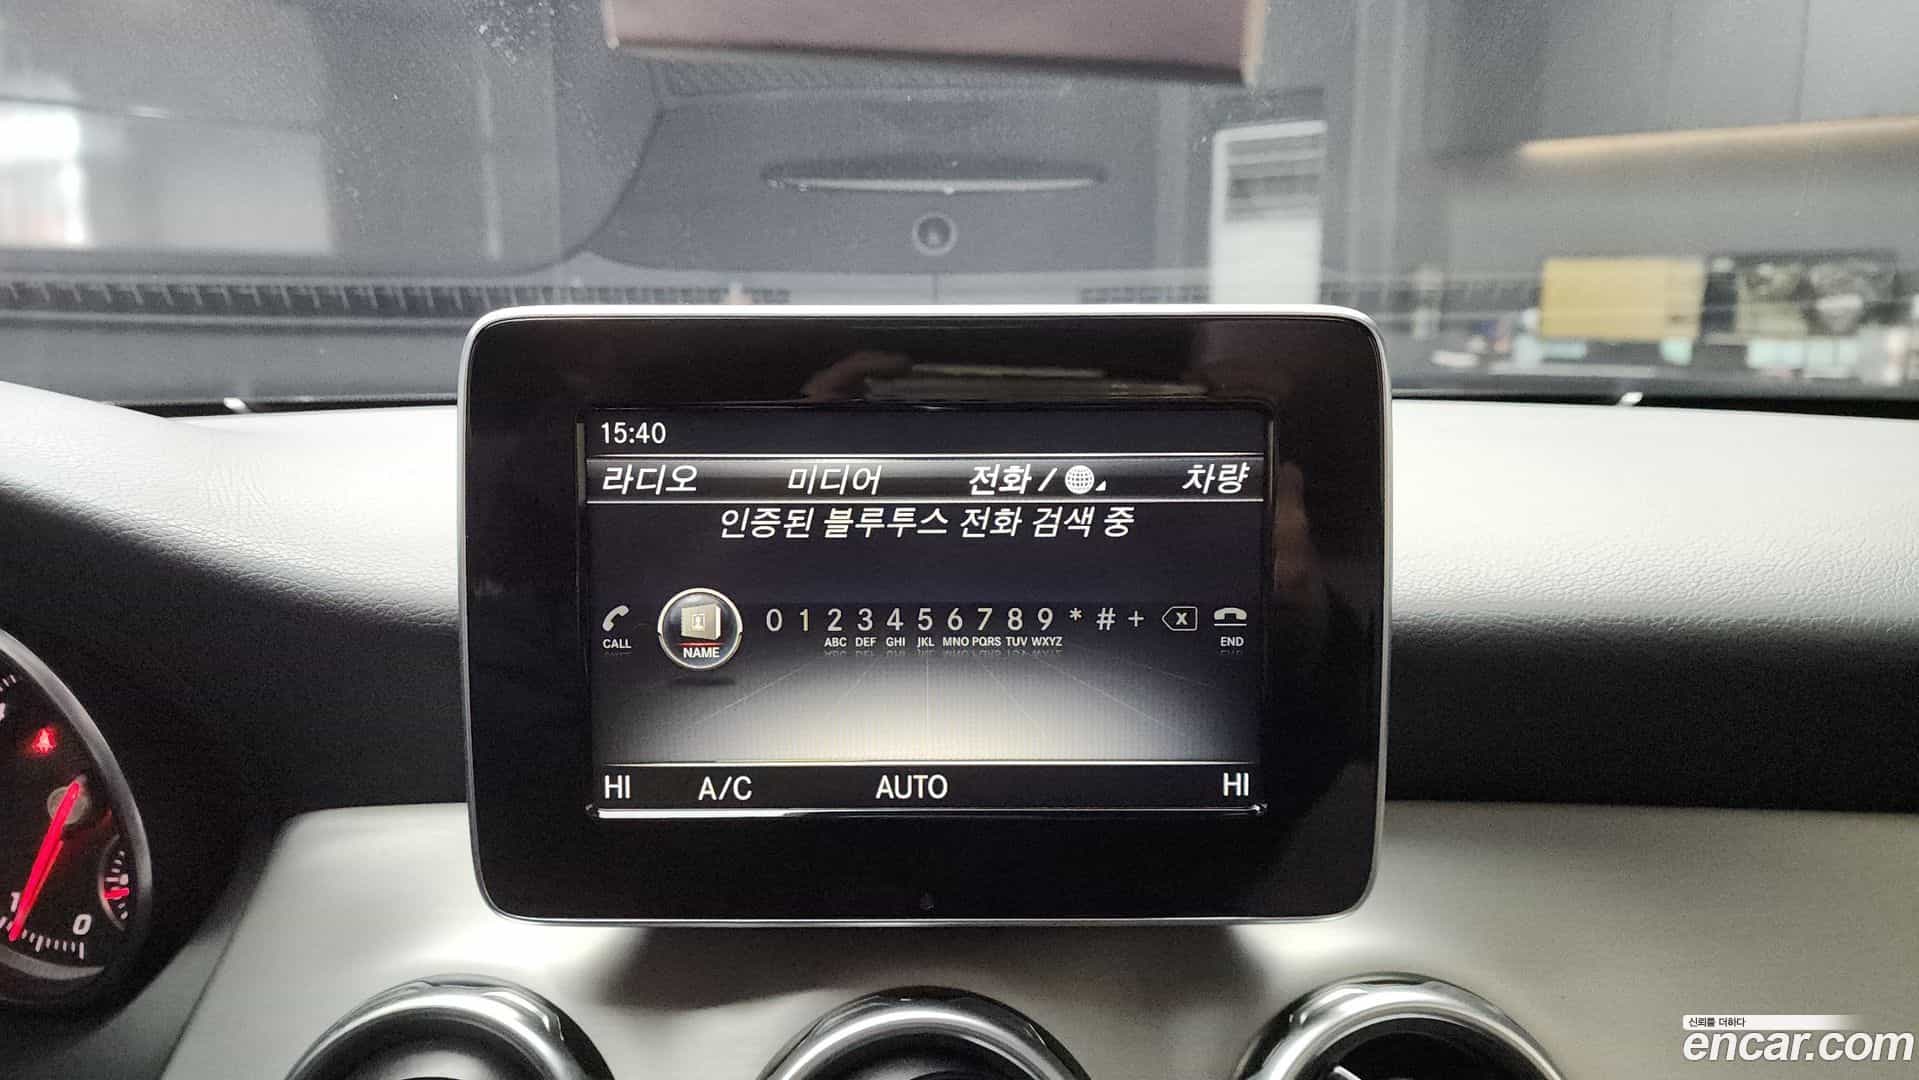 15:40
라디오 미디어 전화 / 차량
인증된 블루투스 전화 검색 중
0 1 2 3 4 5 6 7 8 9 * # +
CALL NAME ABC DEF GHI JKL MNO PQRS TUV WXYZ END
HI A/C AUTO HI
1 0
신뢰를 더하다
encar.com